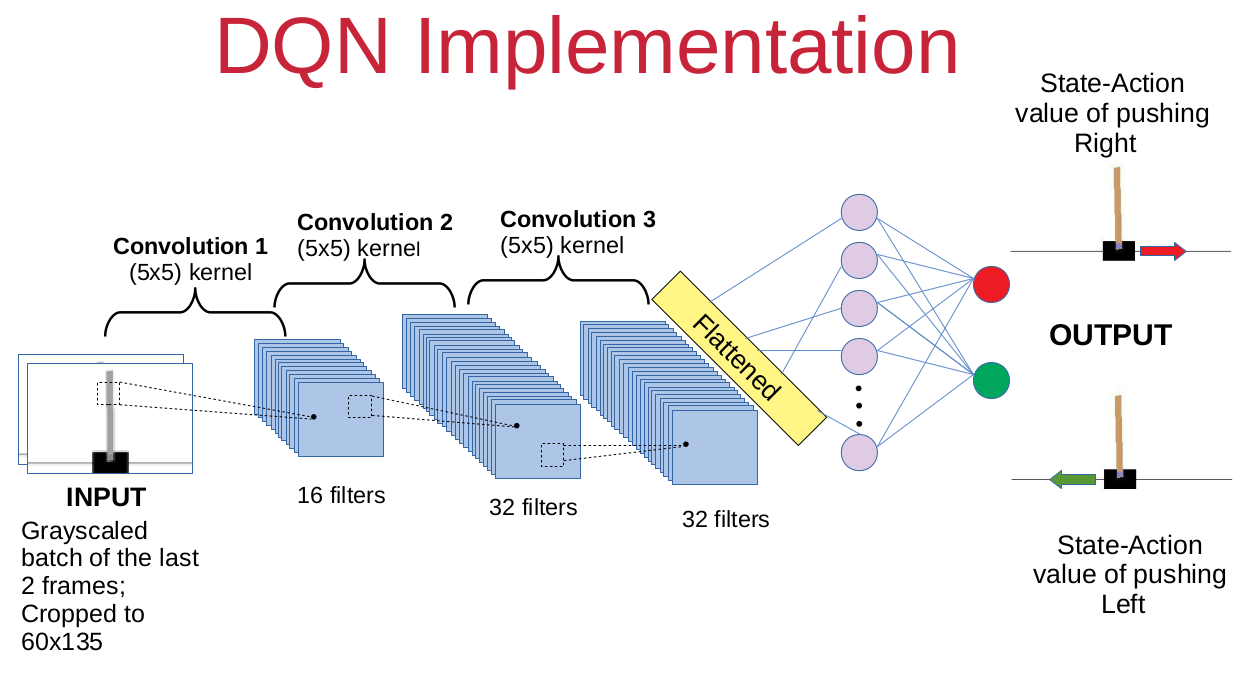 DQN Implementation
State-Action
value of pushing
Right
Convolution 1
(5x5) kernel
Convolution 2
(5x5) kernel
Convolution 3
(5x5) kernel
Flattened
OUTPUT
INPUT
Grayscaled
batch of the last
2 frames;
Cropped to
60x135
16 filters
32 filters
32 filters
State-Action
value of pushing
Left